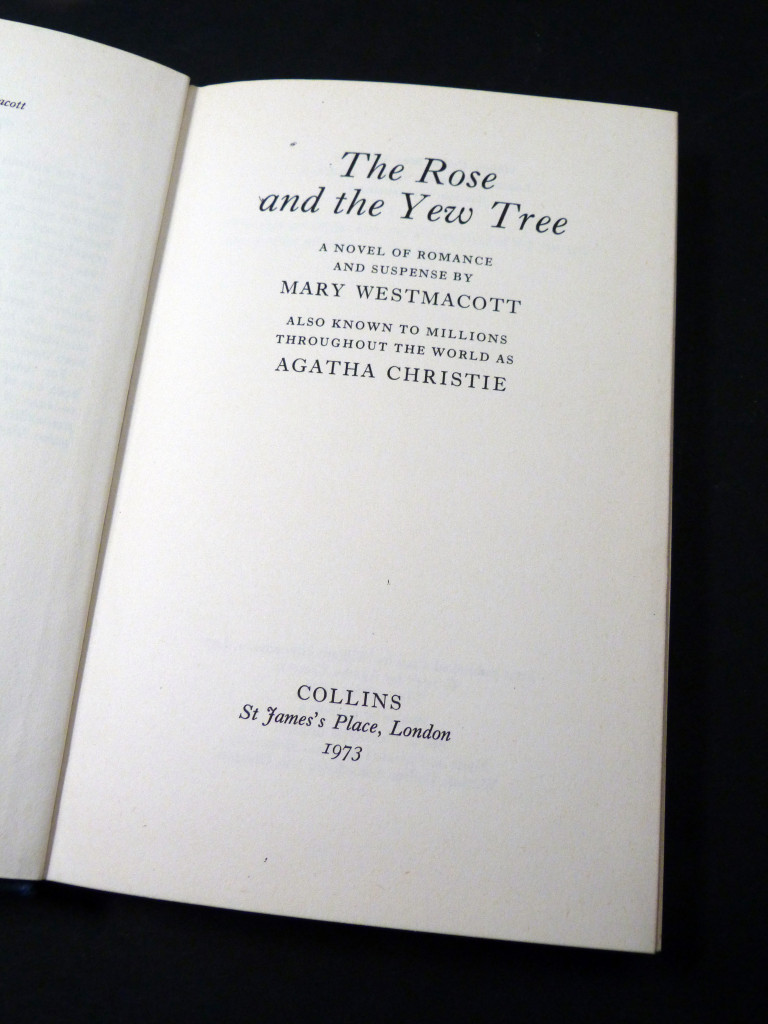 The Rose
and the Yew Tree
A NOVEL OF ROMANCE
AND SUSPENSE BY
MARY WESTMACOTT
ALSO KNOWN TO MILLIONS
THROUGHOUT THE WORLD AS
AGATHA CHRISTIE
COLLINS
St James's Place, London
1973